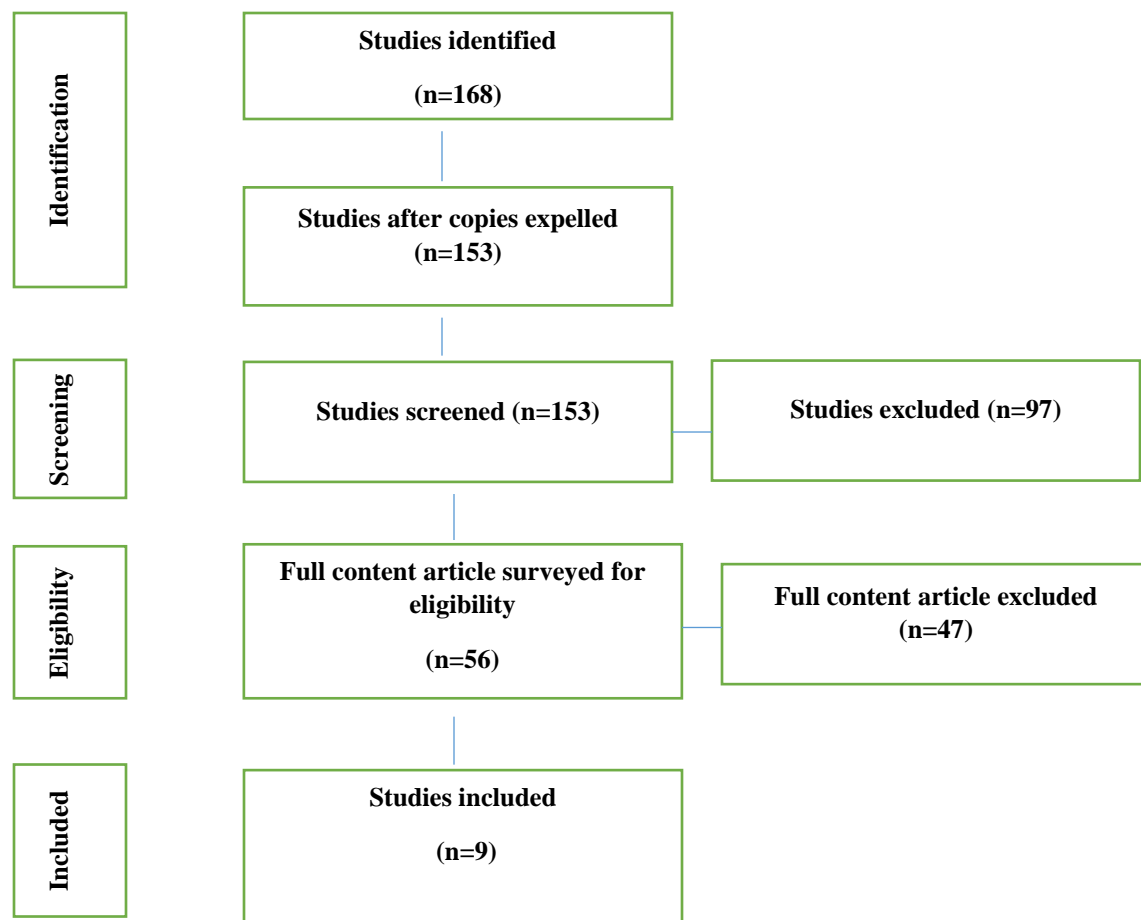 Identification
Studies identified
(n=168)
Studies after copies expelled
(n=153)
Screening
Studies screened (n=153)
Studies excluded (n=97)
Eligibility
Full content article surveyed for
eligibility
(n=56)
Full content article excluded
(n=47)
Included
Studies included
(n=9)